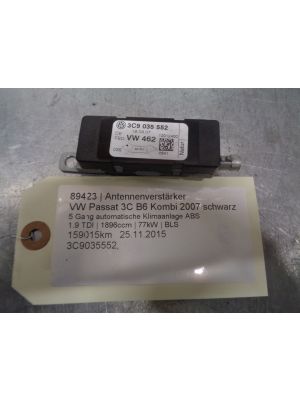 3C9 035 552
VW 462
89423 | Antennenverstärker
VW Passat 3C B6 Kombi 2007 schwarz
5 Gang automatische Klimaanlage ABS
1.9 TDI | 1896ccm | 77kW | BLS
159015km 25.11.2015
3C9035552,